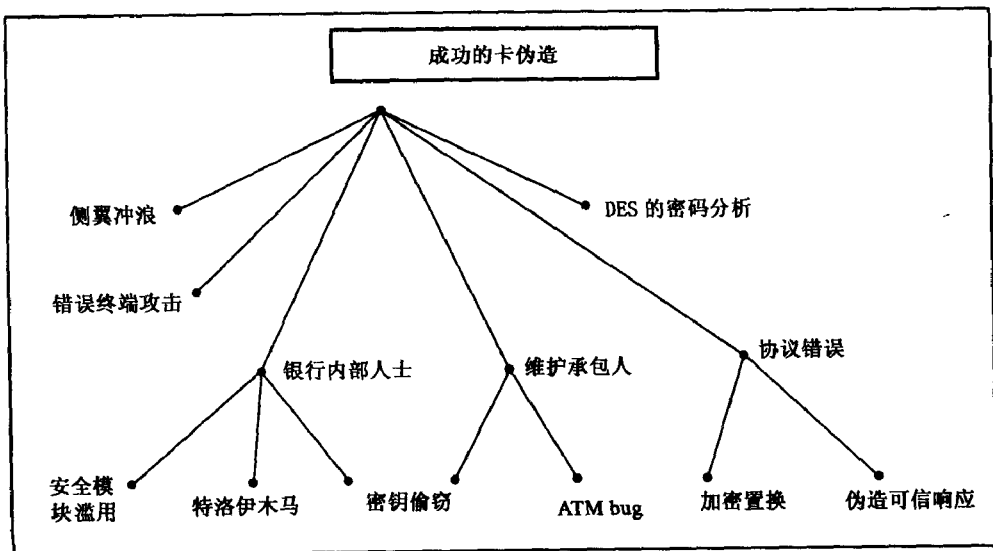 成功的卡伪造
侧翼冲浪
DES 的密码分析
错误终端攻击
协议错误
银行内部人士
维护承包人
安全模
块滥用
特洛伊木马
密钥偷窃
ATM bug
加密置换
伪造可信响应